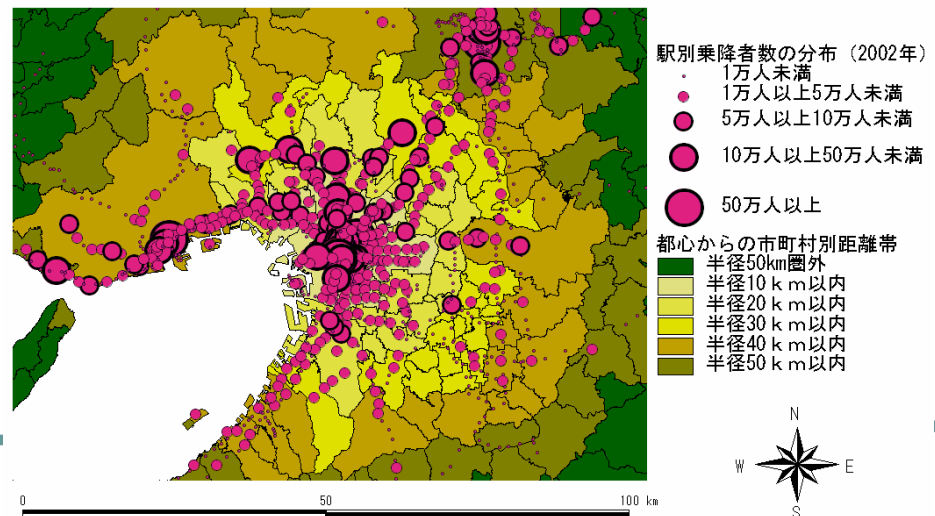 駅別乗降者数の分布（2002年）
1万人未満
1万人以上5万人未満
5万人以上10万人未満
10万人以上50万人未満
50万人以上
都心からの市町村別距離帯
半径50km圏外
半径10ｋｍ以内
半径20ｋｍ以内
半径30ｋｍ以内
半径40ｋｍ以内
半径50ｋｍ以内
N
W E
S
0 50 100 km